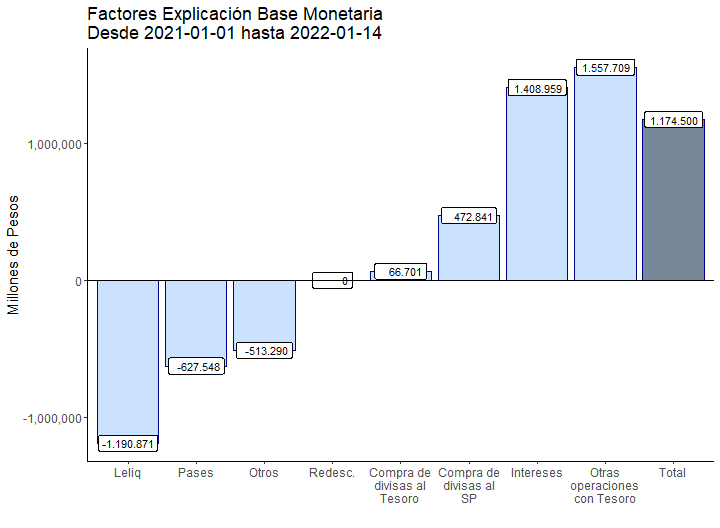 Factores Explicación Base Monetaria
Desde 2021-01-01 hasta 2022-01-14
Millones de Pesos
1,000,000
0
-1,000,000
-1.190.871
-627.548
-513.290
0
66.701
472.841
1.408.959
1.557.709
1.174.500
Leliq
Pases
Otros
Redesc.
Compra de
divisas al
Tesoro
Compra de
divisas al
SP
Intereses
Otras
operaciones
con Tesoro
Total